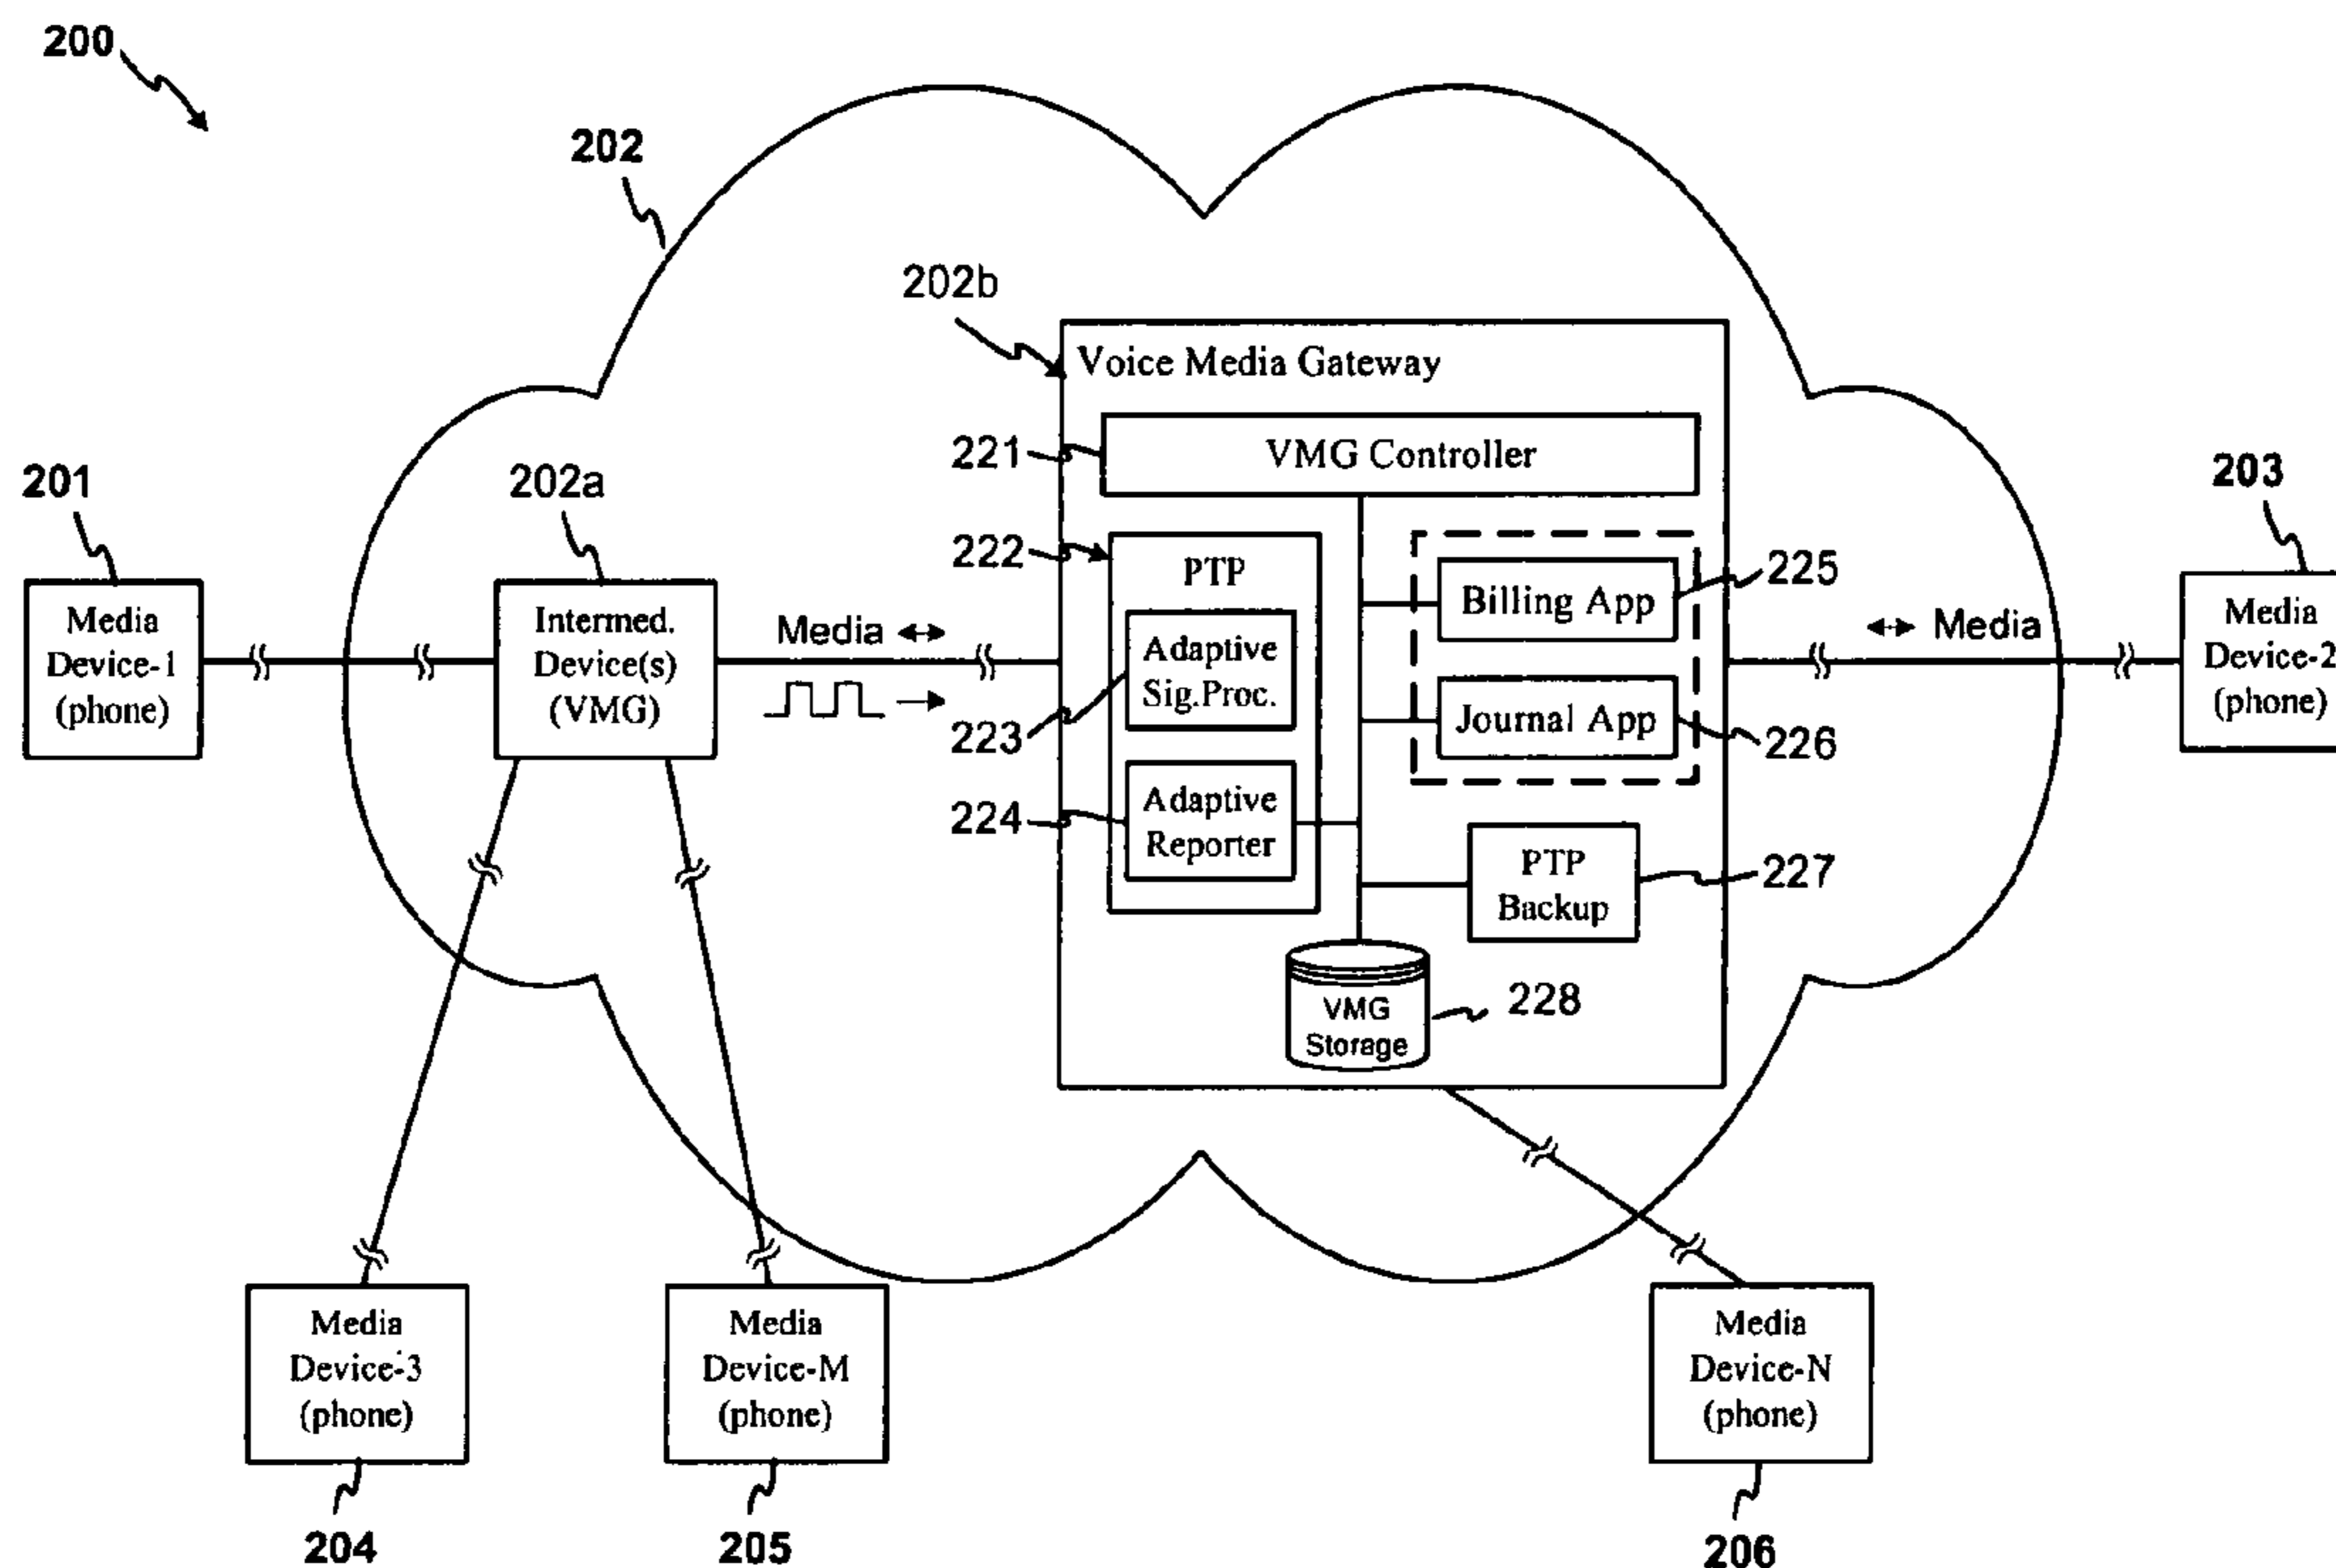 200
202
202b
Voice Media Gateway
221
VMG Controller
201
202a
203
222
PTP
225
Billing App
Media
Device-1
(phone)
Intermed.
Device(s)
(VMG)
Media
Adaptive
Sig.Proc.
223
Journal App
226
Media
Media
Device-2
(phone)
224
Adaptive
Reporter
PTP
Backup
227
VMG
Storage
228
Media
Device-3
(phone)
Media
Device-M
(phone)
Media
Device-N
(phone)
204
205
206